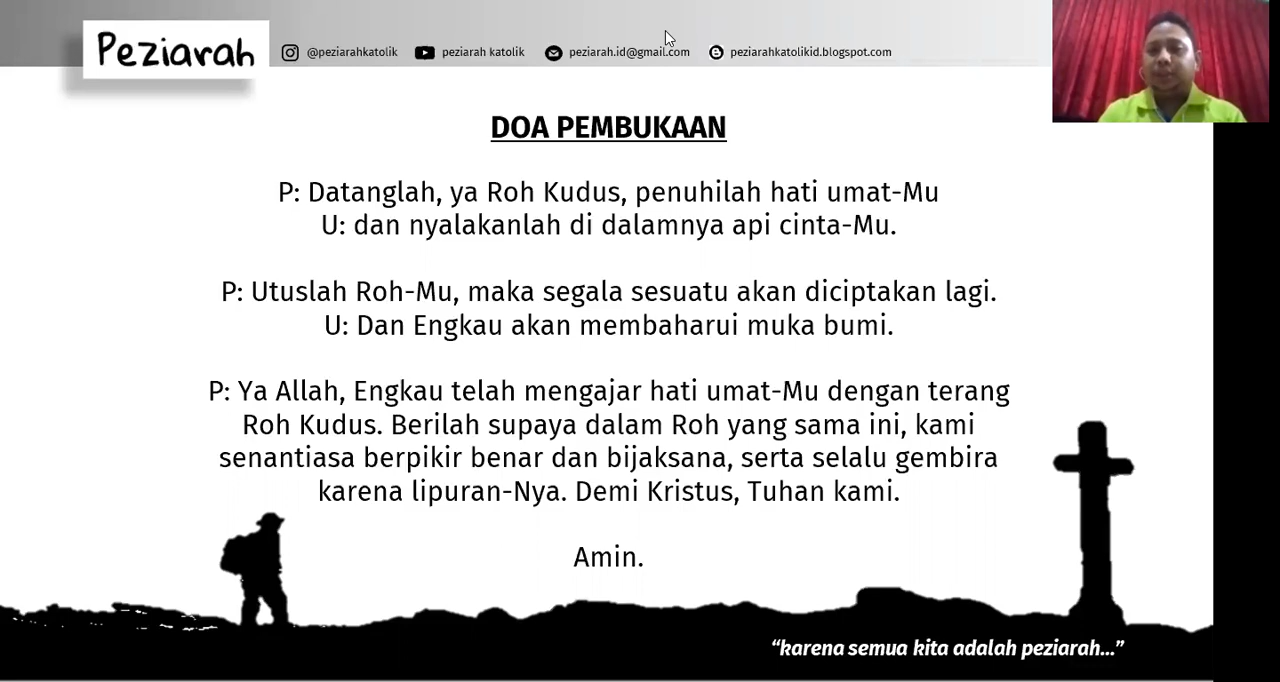 Peziarah
@peziarahkatolik
peziarah katolik
peziarah.id@gmail.com
peziarahkatolikid.blogspot.com
DOA PEMBUKAAN
P: Datanglah, ya Roh Kudus, penuhilah hati umat-Mu
U: dan nyalakanlah di dalamnya api cinta-Mu.
P: Utuslah Roh-Mu, maka segala sesuatu akan diciptakan lagi.
U: Dan Engkau akan membaharui muka bumi.
P: Ya Allah, Engkau telah mengajar hati umat-Mu dengan terang
Roh Kudus. Berilah supaya dalam Roh yang sama ini, kami
senantiasa berpikir benar dan bijaksana, serta selalu gembira
karena lipuran-Nya. Demi Kristus, Tuhan kami.
Amin.
“karena semua kita adalah peziarah...”